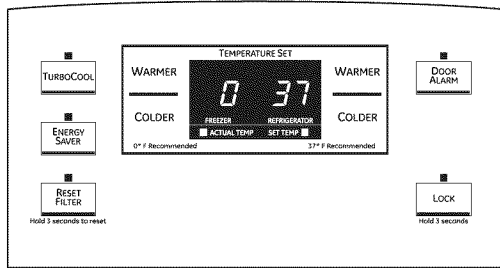 TEMPERATURE SET
TURBOCOOL
WARMER
WARMER
DOOR
ALARM
0 37
COLDER
COLDER
FREEZER REFRIGERATOR
ENERGY
SAVER
ACTUAL TEMP SET TEMP
0° F Recommended 37° F Recommended
RESET
FILTER
Hold 3 seconds to reset
LOCK
Hold 3 seconds